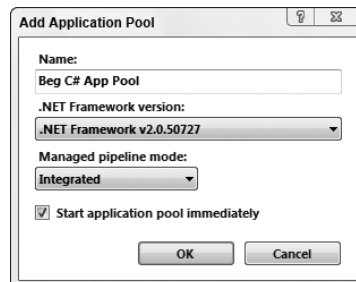 Add Application Pool
Name:
Beg C# App Pool
.NET Framework version:
.NET Framework v2.0.50727
Managed pipeline mode:
Integrated
Start application pool immediately
OK
Cancel